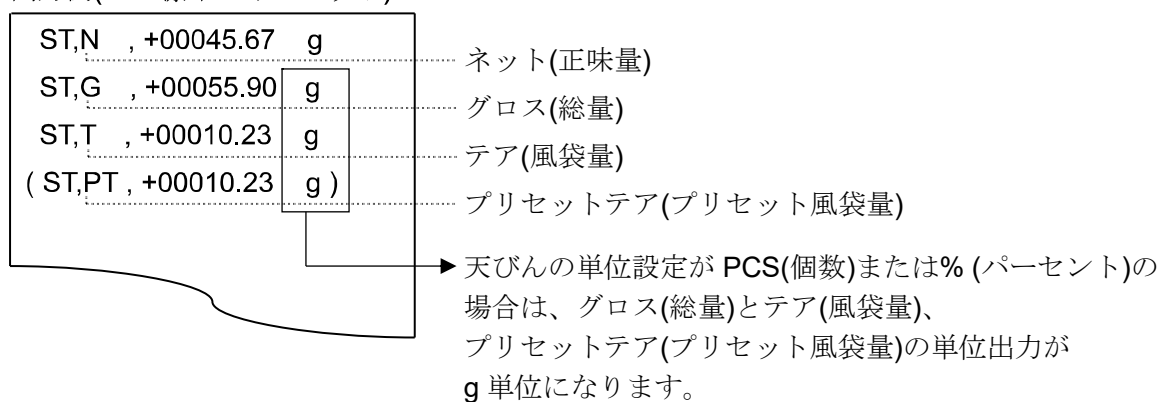 ST,N , +00045.67 g
ネット(正味量)
ST,G , +00055.90 g
グロス(総量)
ST,T , +00010.23 g
テア(風袋量)
( ST,PT , +00010.23 g )
プリセットテア(プリセット風袋量)
天びんの単位設定が PCS(個数)または% (パーセント)の
場合は、グロス(総量)とテア(風袋量)、
プリセットテア(プリセット風袋量)の単位出力が
g 単位になります。